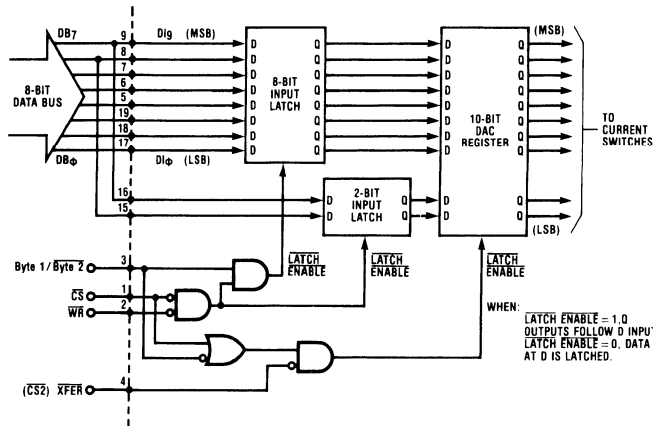 DB7 9 DI9 (MSB) D Q D Q (MSB)
8 D Q D Q
7 D 8-BIT Q D Q
8-BIT DATA BUS 6 D INPUT Q D Q
5 D LATCH Q D 10-BIT Q TO
19 D Q D DAC Q CURRENT
18 D Q D REGISTER Q SWITCHES
DBΦ 17 DIΦ (LSB) D Q D Q
16 D 2-BIT Q D Q
15 D INPUT LATCH Q D Q
(LSB)
Byte 1/Byte 2 3 LATCH ENABLE LATCH ENABLE LATCH ENABLE
CS 1
WR 2
WHEN:
LATCH ENABLE = 1, Q
OUTPUTS FOLLOW D
LATCH ENABLE = 0, DATA
AT D IS LATCHED.
(CS2) XFER 4